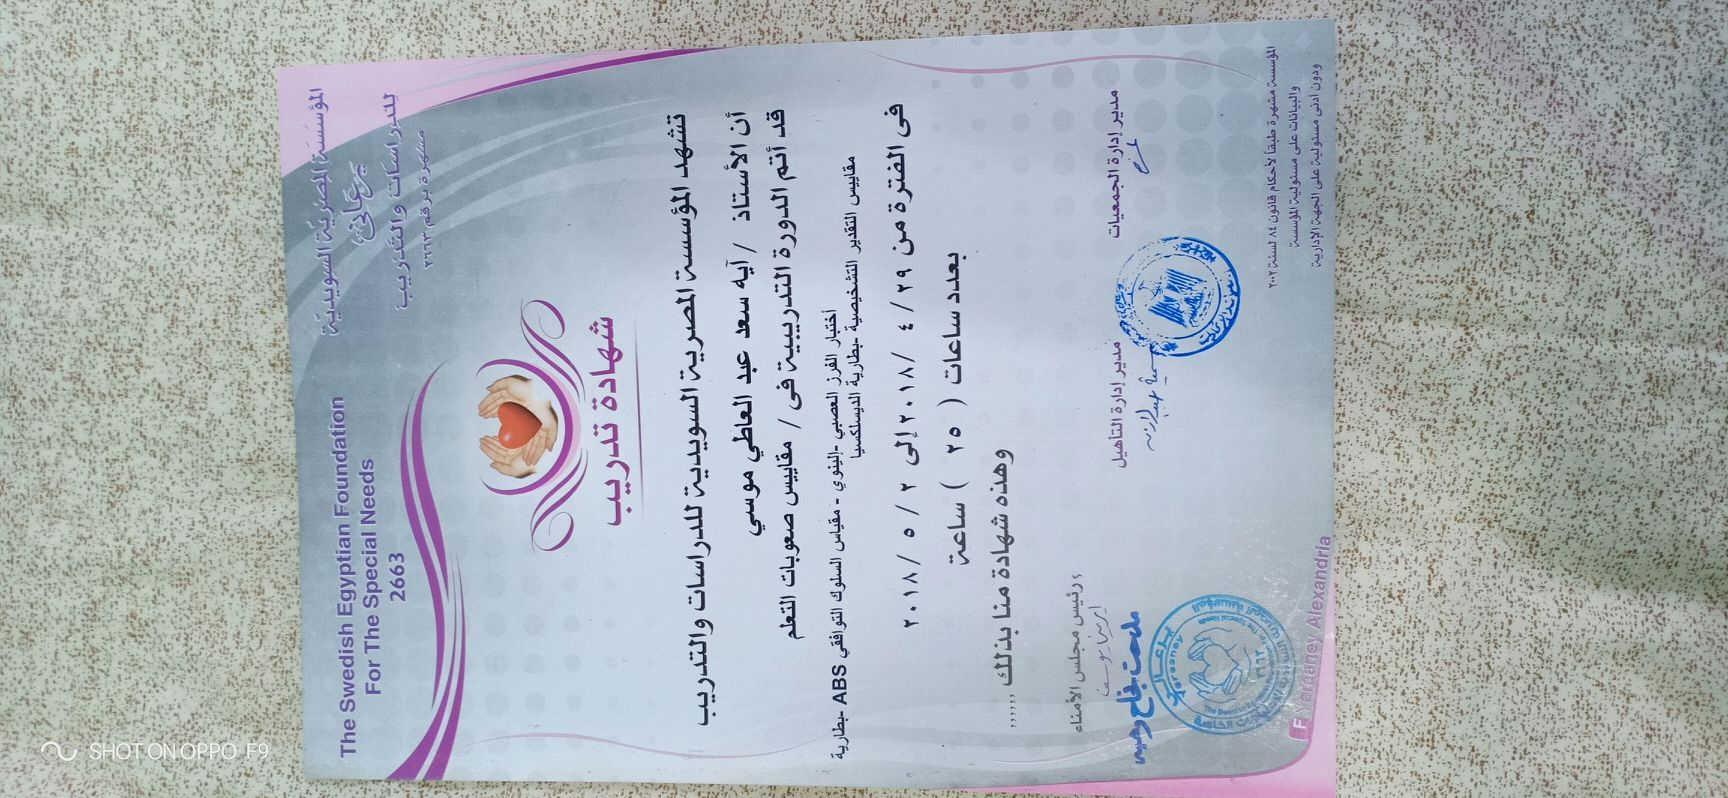 The Swedish Egyptian Foundation
For The Special Needs
2663
المؤسسة المصرية السويدية
يرعاني
للدراسات والتدريب
مشهرة برقم ٢٦٦٣
شهادة تدريب
تشهد المؤسسة المصرية السويدية للدراسات والتدريب
أن الأستاذ / آيه سعد عبد العاطي موسي
قد أتم الدورة التدريبية فى / مقاييس صعوبات التعلم
مقاييس التقدير التشخيصية -بطارية الديسلكسيا
اختبار الفرز العصبي -إلينوي - مقياس السلوك التوافقي ABS -بطارية
فى الفترة من ٢٩ / ٤ /٢٠١٨ إلى ٢ / ٥ /٢٠١٨
بعدد ساعات ( ٢٥ ) ساعة
وهذه شهادة منا بذلك ......
مدير إدارة الجمعيات
مدير إدارة التأهيل
رئيس مجلس الأمناء
المؤسسة مشهرة طبقا لأحكام قانون ٨٤ لسنة ٢٠٠٢
والبيانات على مسئولية المؤسسة
ودون أدنى مسئولية على الجهة الإدارية
Yareaney Alexandria
SHOT ON OPPO F9